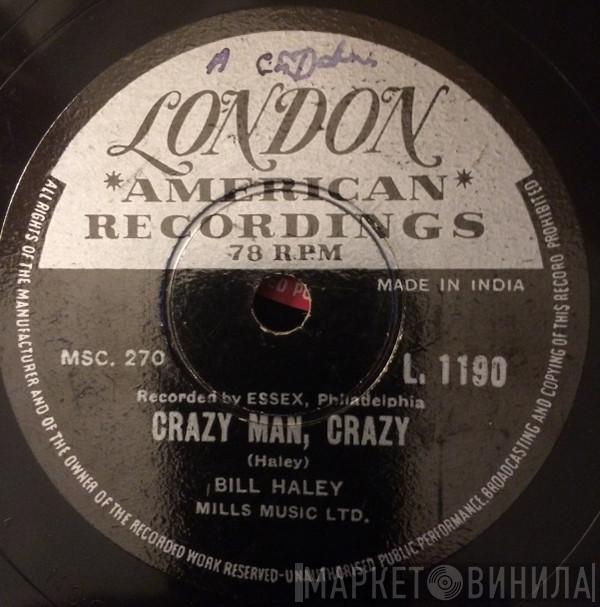 A
LONDON
*AMERICAN*
RECORDINGS
78 R.P.M
MADE IN INDIA
MSC. 270
L. 1190
Recorded by ESSEX, Philadelphia
CRAZY MAN, CRAZY
(Haley)
BILL HALEY
MILLS MUSIC LTD.
ALL RIGHTS OF THE MANUFACTURER AND OF THE OWNER OF THE RECORDED WORK RESERVED-UNAUTHORISED PUBLIC PERFORMANCE, BROADCASTING AND COPYING OF THIS RECORD PROHIBITED
МАРКЕТ ВИНИЛА